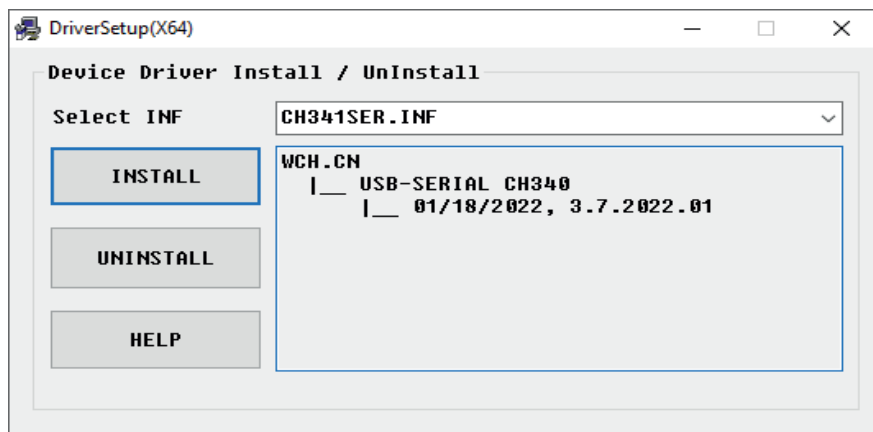 DriverSetup(X64)
Device Driver Install / UnInstall
Select INF
CH341SER.INF
INSTALL
WCH.CN
|__ USB-SERIAL CH340
|__ 01/18/2022, 3.7.2022.01
UNINSTALL
HELP